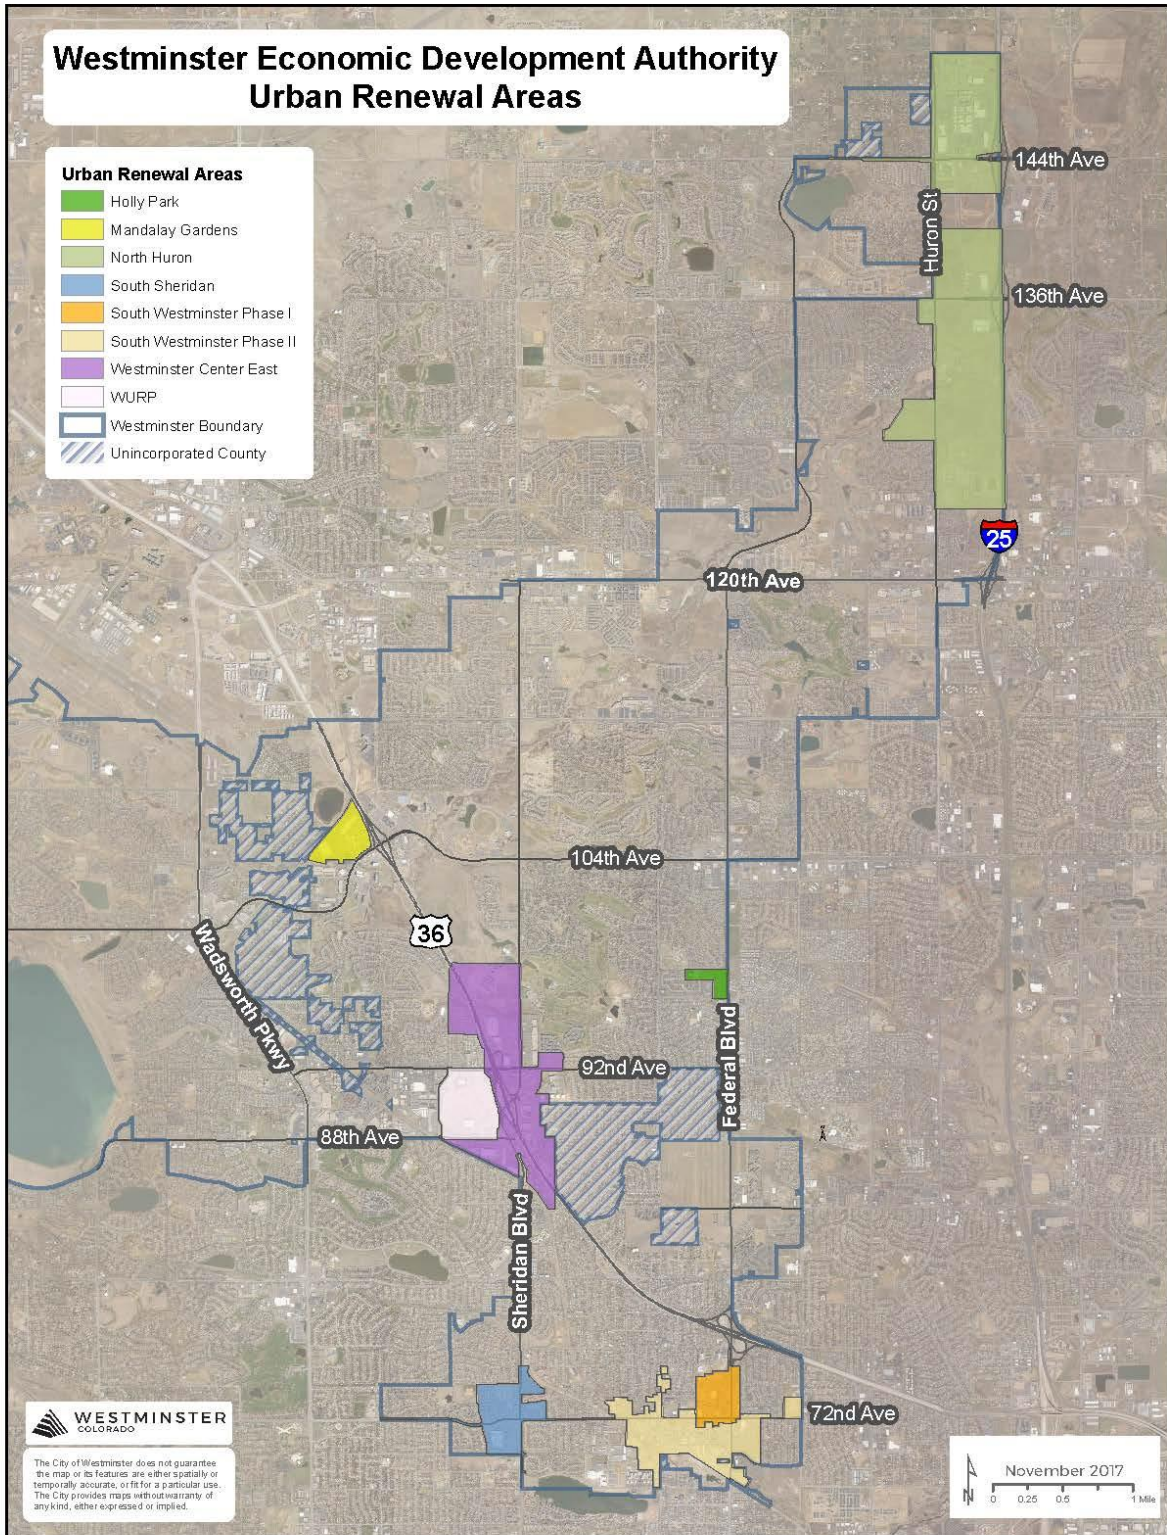 Westminster Economic Development Authority
Urban Renewal Areas
Urban Renewal Areas
Holly Park
Mandalay Gardens
North Huron
South Sheridan
South Westminster Phase I
South Westminster Phase II
Westminster Center East
WURP
Westminster Boundary
Unincorporated County
144th Ave
Huron St
136th Ave
25
120th Ave
104th Ave
36
Wadsworth Pkwy
92nd Ave
Federal Blvd
88th Ave
Sheridan Blvd
72nd Ave
WESTMINSTER
COLORADO
The City of Westminster does not guarantee
the map or its features are either spatially or
temporally accurate, or fit for a particular use.
The City provides maps without warranty of
any kind, either expressed or implied.
November 2017
N
0 0.25 0.5 1 Mile